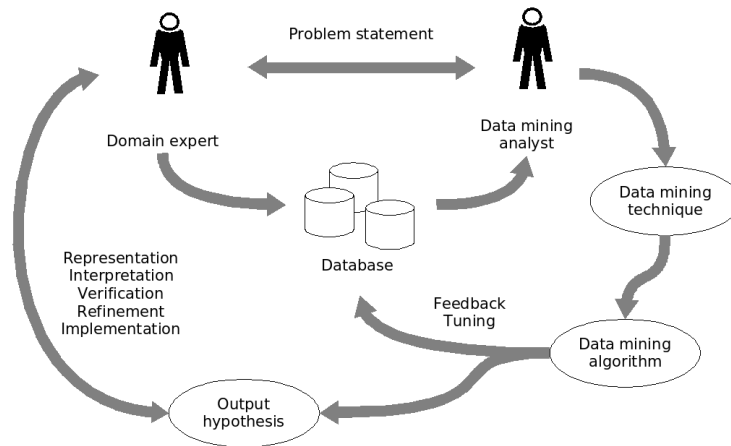 Problem statement
Domain expert
Data mining
analyst
Data mining
technique
Database
Representation
Interpretation
Verification
Refinement
Implementation
Feedback
Tuning
Data mining
algorithm
Output
hypothesis